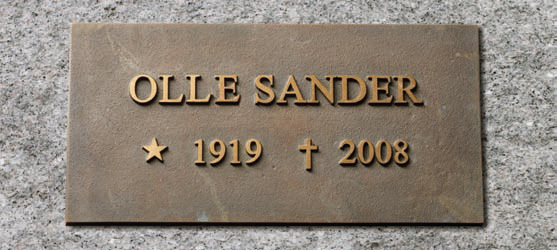 OLLE SANDER
★ 1919 ✝ 2008